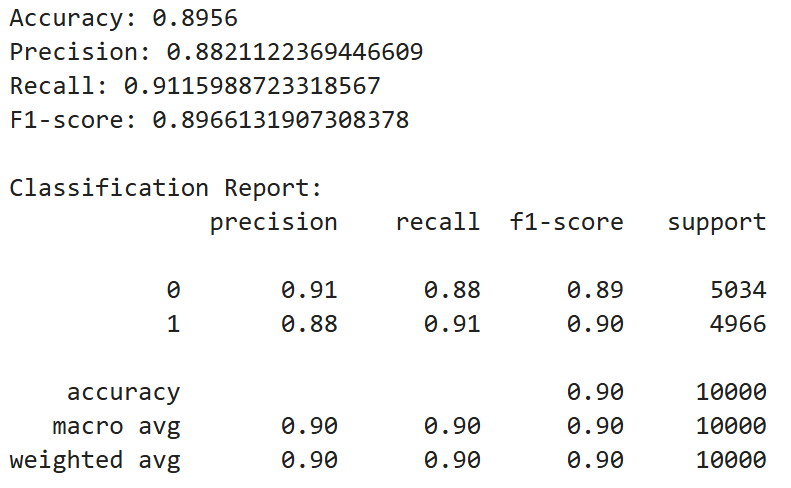 Accuracy: 0.8956
Precision: 0.8821122369446609
Recall: 0.9115988723318567
F1-score: 0.8966131907308378
Classification Report:
precision recall f1-score support
0 0.91 0.88 0.89 5034
1 0.88 0.91 0.90 4966
accuracy 0.90 10000
macro avg 0.90 0.90 0.90 10000
weighted avg 0.90 0.90 0.90 10000